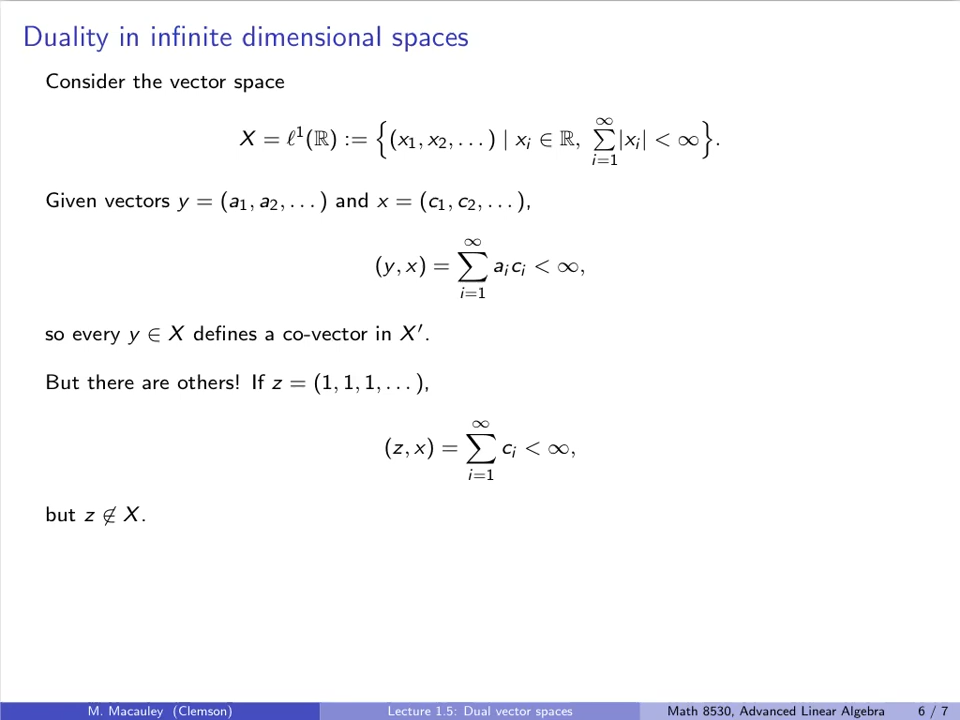 Duality in infinite dimensional spaces
Consider the vector space
X = ℓ¹(ℝ) := {(x₁, x₂, . . . ) | xᵢ ∈ ℝ, ∑_{i=1}^{∞} |xᵢ| < ∞}.
Given vectors y = (a₁, a₂, . . . ) and x = (c₁, c₂, . . . ),
(y, x) = ∑_{i=1}^{∞} aᵢcᵢ < ∞,
so every y ∈ X defines a co-vector in X′.
But there are others! If z = (1, 1, 1, . . . ),
(z, x) = ∑_{i=1}^{∞} cᵢ < ∞,
but z ∉ X.
M. Macauley (Clemson) Lecture 1.5: Dual vector spaces Math 8530, Advanced Linear Algebra 6 / 7